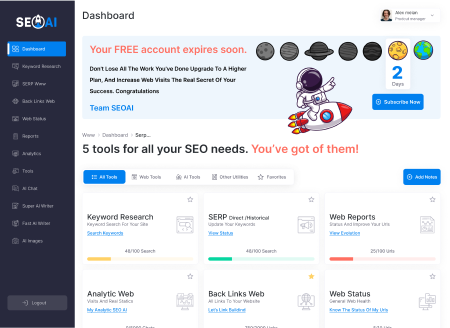 SEOAI
Dashboard
Alex meian
Product manager
Dashboard
Keyword Research
SERP Www
Back Links Web
Web Status
Reports
Analytics
Tools
AI Chat
Super AI Writer
Fast AI Writer
AI Images
Logout
Your FREE account expires soon.
Don't Lose All The Work You've Done Upgrade To A Higher
Plan, And Increase Web Visits The Real Secret Of Your
Success. Congratulations
Team SEOAI
2
Days
Subscribe Now
Www / Dashboard / Serp...
5 tools for all your SEO needs. You've got of them!
All Tools
Web Tools
AI Tools
Other Utilities
Favorites
Add Notes
Keyword Research
Keyword Search For Your Site
Search Keywords
46/100 Search
SERP Direct /Historical
Update Your Keywords
View Status
46/100 Search
Web Reports
Status And Improve Your Urls
View Evolution
25/100 Urls
Analytic Web
Visits And Real Statics
My Analytic SEO AI
Back Links Web
All Links To Your Website
Let's Link Building!
Web Status
General Web Health
Know The Status Of My Urls